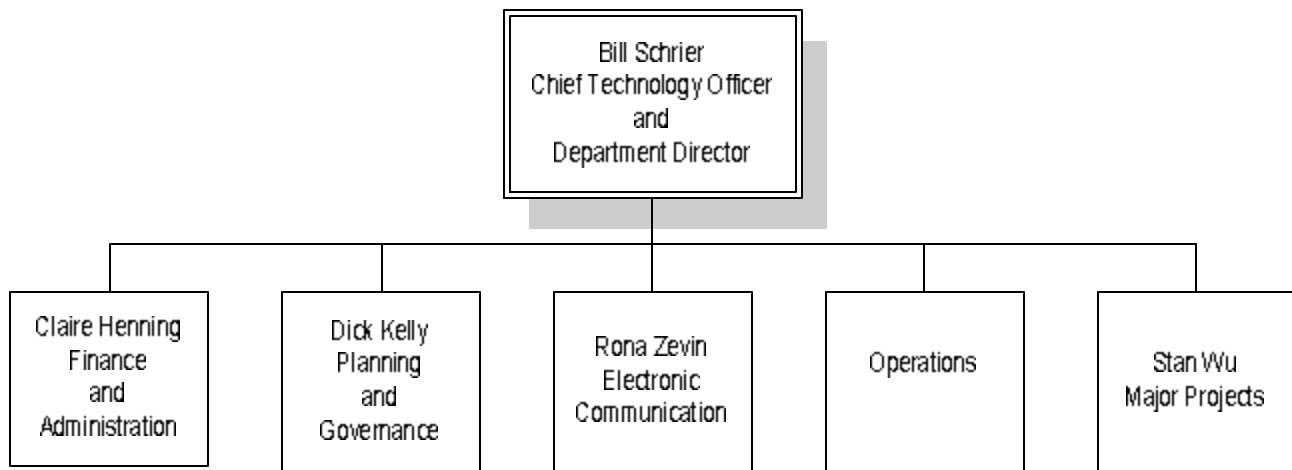 Bill Schrier
Chief Technology Officer
and
Department Director
Claire Henning
Finance
and
Administration
Dick Kelly
Planning
and
Governance
Rona Zevin
Electronic
Communication
Operations
Stan Wu
Major Projects